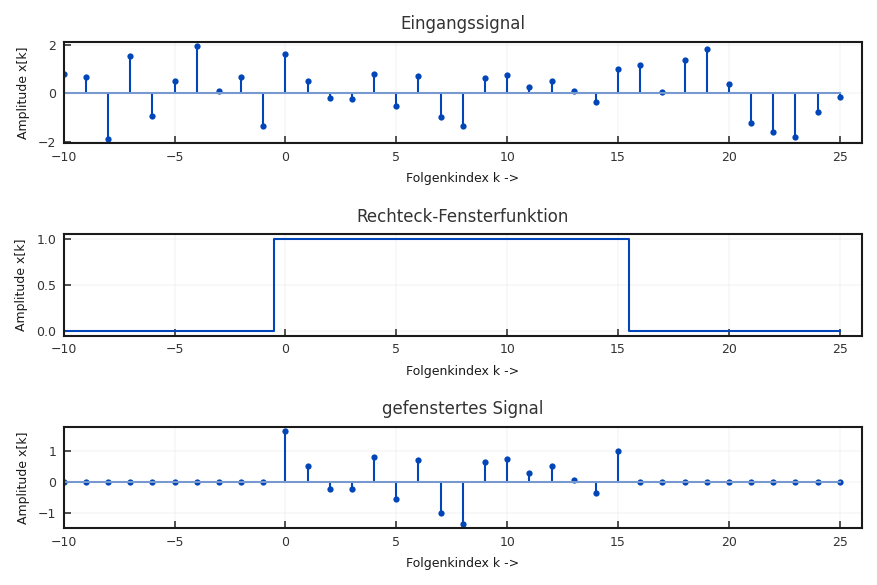 Eingangssignal
Amplitude x[k]
2
0
−2
−10 −5 0 5 10 15 20 25
Folgenkindex k ->
Rechteck-Fensterfunktion
Amplitude x[k]
1.0
0.5
0.0
−10 −5 0 5 10 15 20 25
Folgenkindex k ->
gefenstertes Signal
Amplitude x[k]
1
0
−1
−10 −5 0 5 10 15 20 25
Folgenkindex k ->